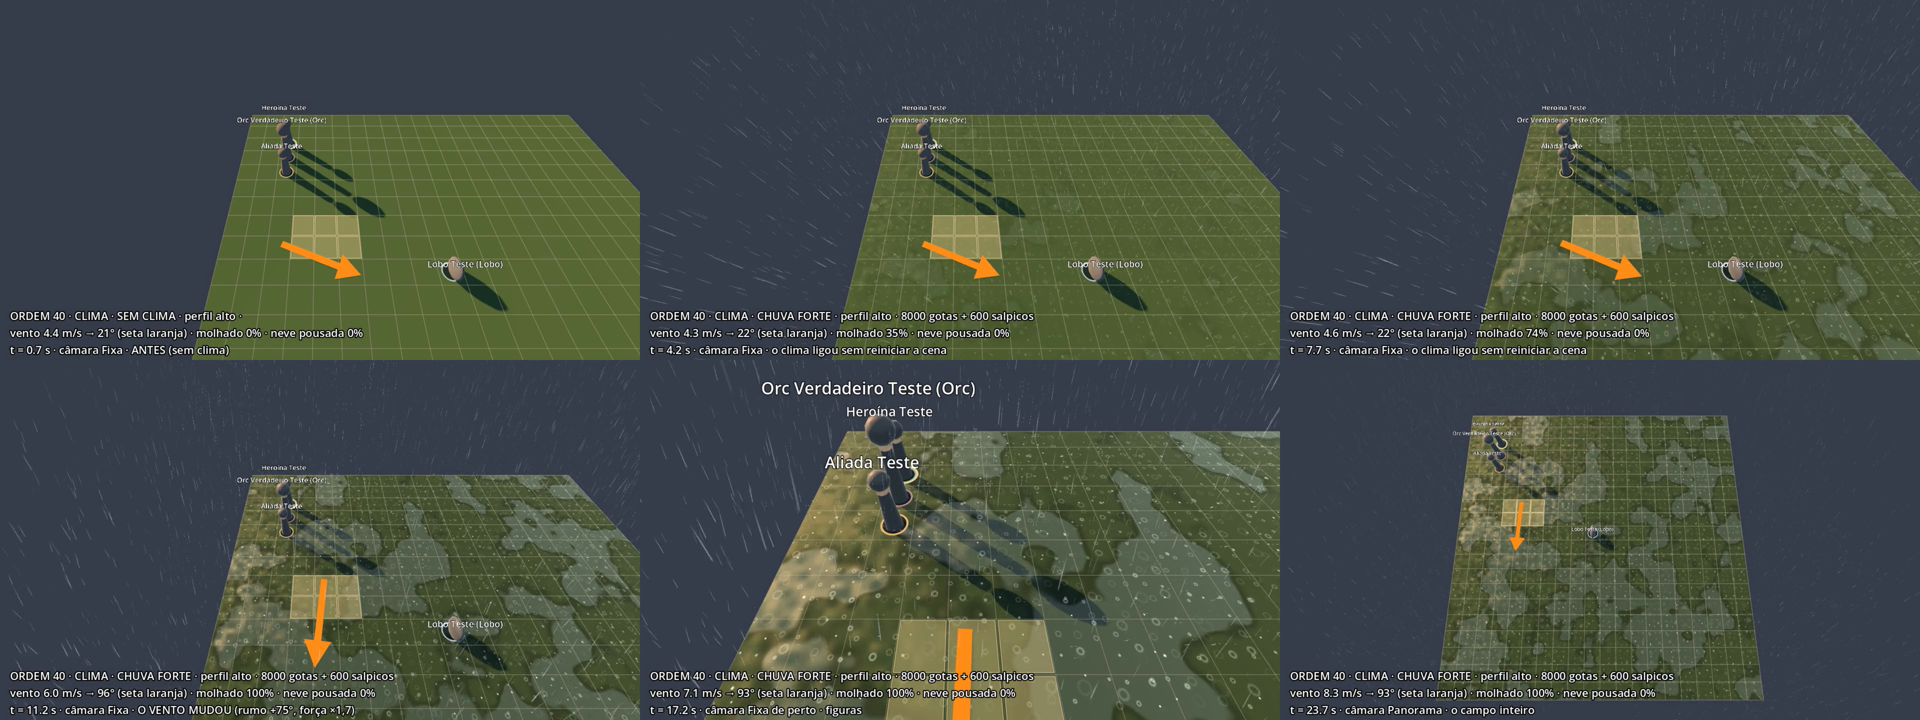 Heroína Teste
Orc Verdadeiro Teste (Orc)
Aliada Teste
Lobo Teste (Lobo)
ORDEM 40 · CLIMA · SEM CLIMA · perfil alto ·
vento 4.4 m/s → 21° (seta laranja) · molhado 0% · neve pousada 0%
t = 0.7 s · câmara Fixa · ANTES (sem clima)
Heroína Teste
Orc Verdadeiro Teste (Orc)
Aliada Teste
Lobo Teste (Lobo)
ORDEM 40 · CLIMA · CHUVA FORTE · perfil alto · 8000 gotas + 600 salpicos
vento 4.3 m/s → 22° (seta laranja) · molhado 35% · neve pousada 0%
t = 4.2 s · câmara Fixa · o clima ligou sem reiniciar a cena
Heroína Teste
Orc Verdadeiro Teste (Orc)
Aliada Teste
Lobo Teste (Lobo)
ORDEM 40 · CLIMA · CHUVA FORTE · perfil alto · 8000 gotas + 600 salpicos
vento 4.6 m/s → 22° (seta laranja) · molhado 74% · neve pousada 0%
t = 7.7 s · câmara Fixa · o clima ligou sem reiniciar a cena
Heroína Teste
Orc Verdadeiro Teste (Orc)
Aliada Teste
Lobo Teste (Lobo)
ORDEM 40 · CLIMA · CHUVA FORTE · perfil alto · 8000 gotas + 600 salpicos
vento 6.0 m/s → 96° (seta laranja) · molhado 100% · neve pousada 0%
t = 11.2 s · câmara Fixa · O VENTO MUDOU (rumo +75°, força ×1,7)
Orc Verdadeiro Teste (Orc)
Heroína Teste
Aliada Teste
ORDEM 40 · CLIMA · CHUVA FORTE · perfil alto · 8000 gotas + 600 salpicos
vento 7.1 m/s → 93° (seta laranja) · molhado 100% · neve pousada 0%
t = 17.2 s · câmara Fixa de perto · figuras
ORDEM 40 · CLIMA · CHUVA FORTE · perfil alto · 8000 gotas + 600 salpicos
vento 8.3 m/s → 93° (seta laranja) · molhado 100% · neve pousada 0%
t = 23.7 s · câmara Panorama · o campo inteiro